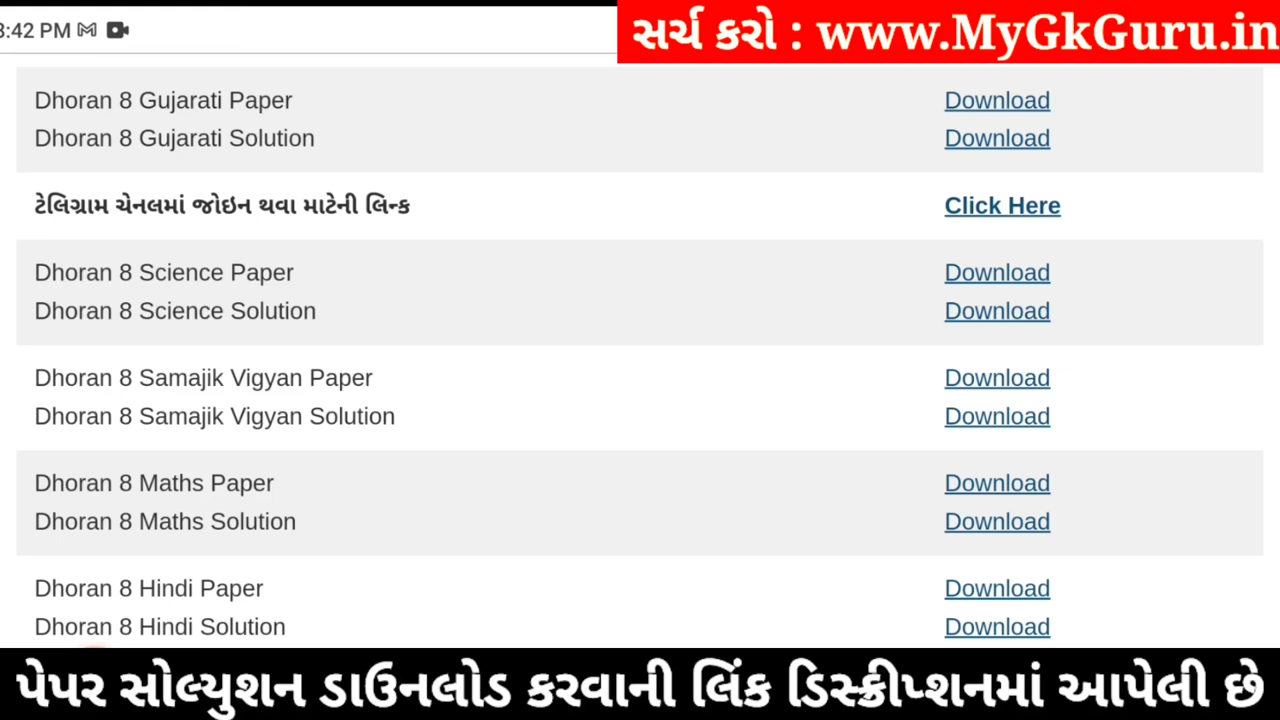 3:42 PM
સર્ચ કરો : www.MyGkGuru.in
Dhoran 8 Gujarati Paper Download
Dhoran 8 Gujarati Solution Download
ટેલિગ્રામ ચેનલમાં જોઇન થવા માટેની લિન્ક Click Here
Dhoran 8 Science Paper Download
Dhoran 8 Science Solution Download
Dhoran 8 Samajik Vigyan Paper Download
Dhoran 8 Samajik Vigyan Solution Download
Dhoran 8 Maths Paper Download
Dhoran 8 Maths Solution Download
Dhoran 8 Hindi Paper Download
Dhoran 8 Hindi Solution Download
પેપર સોલ્યુશન ડાઉનલોડ કરવાની લિંક ડિસ્ક્રીપ્શનમાં આપેલી છે